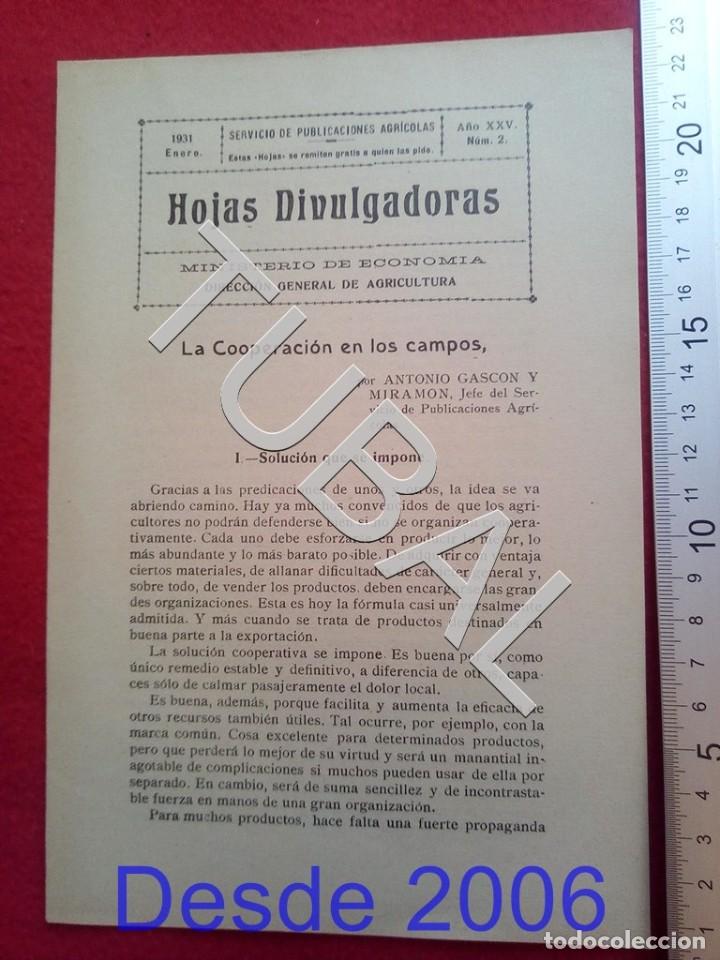 1931
Enero.
SERVICIO DE PUBLICACIONES AGRÍCOLAS
Estas «Hojas» se remiten gratis a quien las pide.
Año XXV.
Núm. 2.
Hojas Divulgadoras
MINISTERIO DE ECONOMIA
DIRECCIÓN GENERAL DE AGRICULTURA
La Cooperación en los campos,
por ANTONIO GASCON Y
MIRAMON, Jefe del Ser-
vicio de Publicaciones Agrí-
colas
I.—Solución que se impone.
Gracias a las predicaciones de unos y otros, la idea se va
abriendo camino. Hay ya muchos convencidos de que los agri-
cultores no podrán defenderse bien si no se organizan coopera-
tivamente. Cada uno debe esforzarse en producir lo mejor, lo
más abundante y lo más barato posible. De adquirir con ventaja
ciertos materiales, de allanar dificultades de carácter general y,
sobre todo, de vender los productos. deben encargarse las gran
des organizaciones. Esta es hoy la fórmula casi universalmente
admitida. Y más cuando se trata de productos destinados en
buena parte a la exportación.
La solución cooperativa se impone. Es buena por sí, como
único remedio estable y definitivo, a diferencia de otros, capa-
ces sólo de calmar pasajeramente el dolor local.
Es buena, además, porque facilita y aumenta la eficacia de
otros recursos también útiles. Tal ocurre, por ejemplo, con la
marca común. Cosa excelente para determinados productos,
pero que perderá lo mejor de su virtud y será un manantial in-
agotable de complicaciones si muchos pueden usar de ella por
separado. En cambio, será de suma sencillez y de incontrasta-
ble fuerza en manos de una gran organización.
Para muchos productos, hace falta una fuerte propaganda
TUBAL
Desde 2006
todocoleccion
23
22
21
20
19
18
17
16
15
14
13
12
11
10
9
8
7
6
5
4
3
2
1